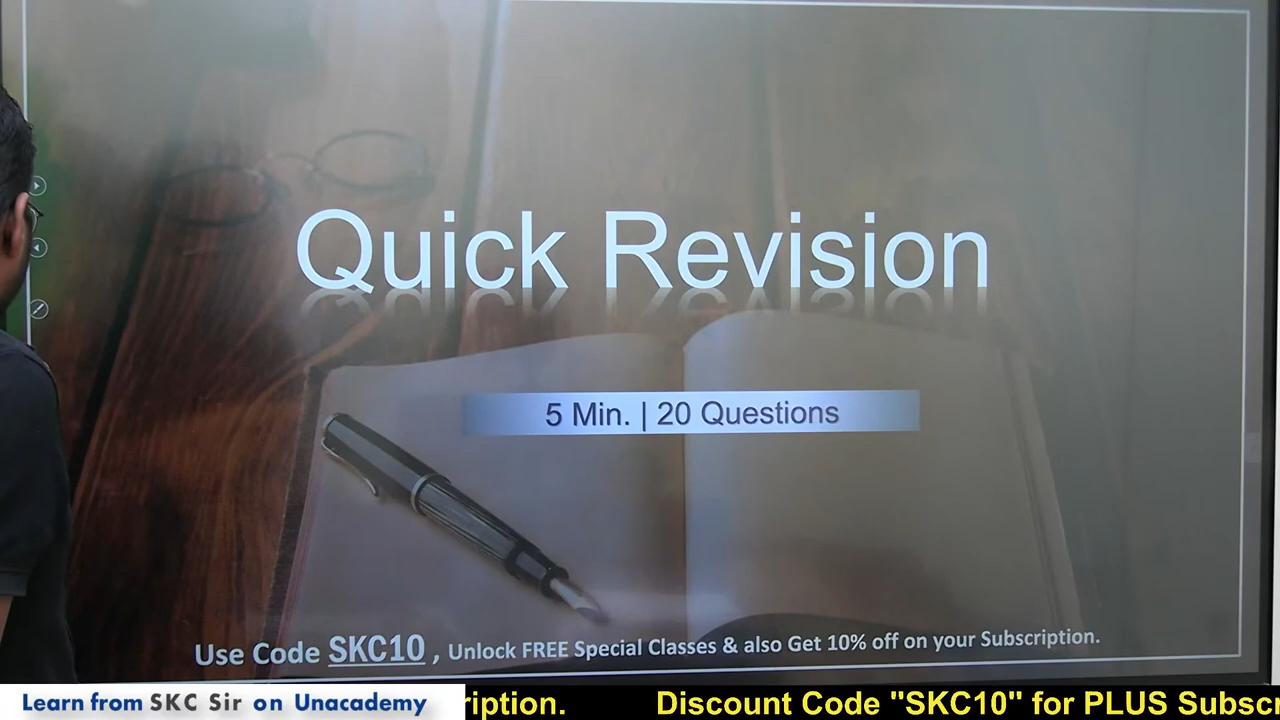 Quick Revision
5 Min. | 20 Questions
Use Code SKC10 , Unlock FREE Special Classes & also Get 10% off on your Subscription.
Learn from SKC Sir on Unacademy
ription. Discount Code "SKC10" for PLUS Subsc